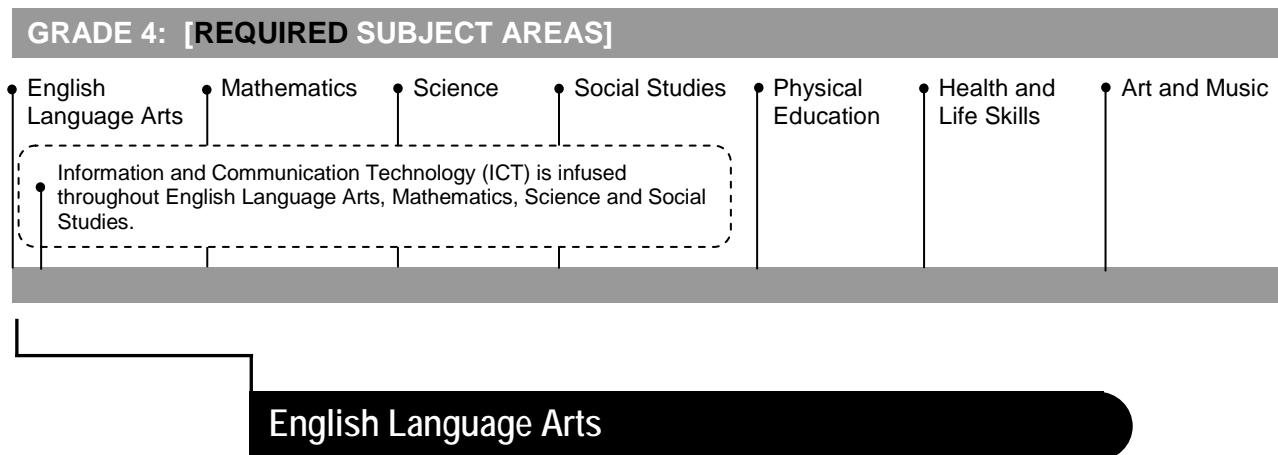 GRADE 4: [REQUIRED SUBJECT AREAS]
English
Language Arts
Mathematics
Science
Social Studies
Physical
Education
Health and
Life Skills
Art and Music
Information and Communication Technology (ICT) is infused
throughout English Language Arts, Mathematics, Science and Social
Studies.
English Language Arts